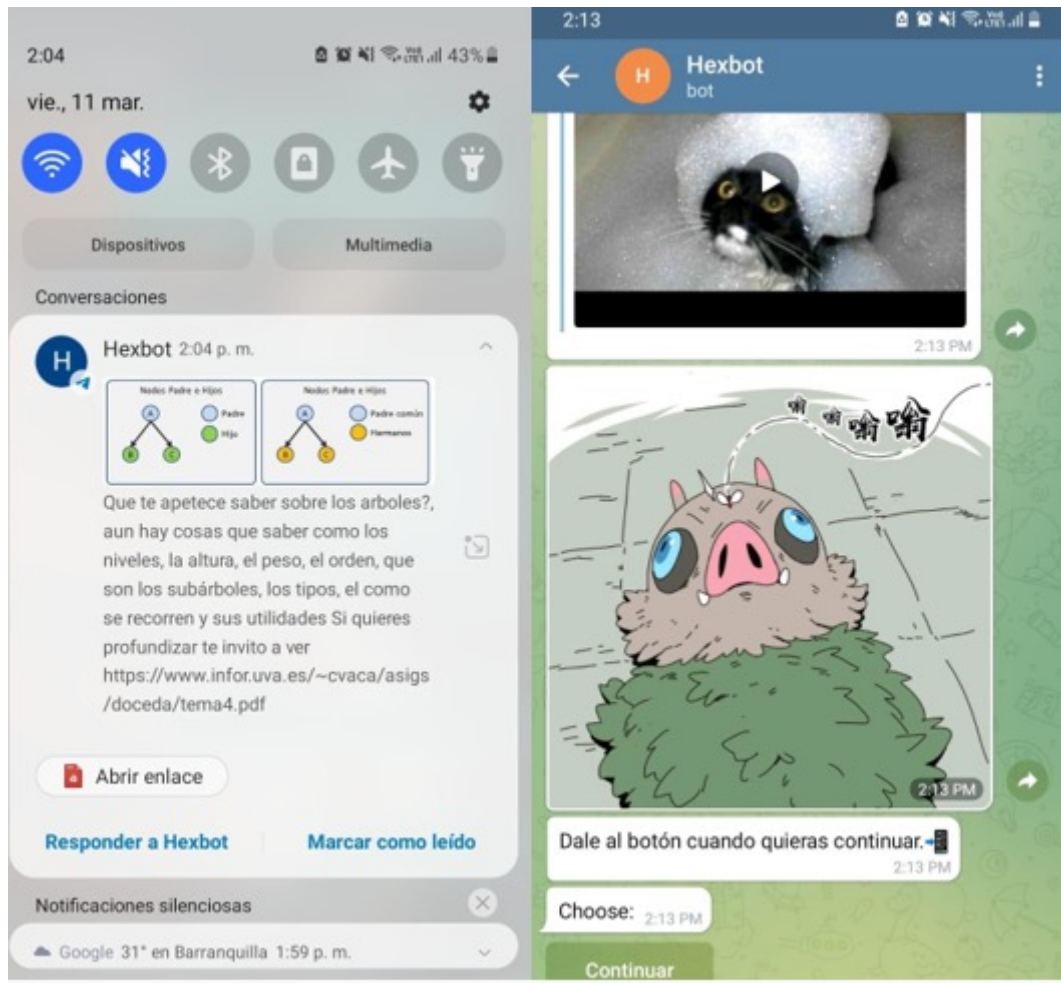 2:04
43%
vie., 11 mar.
Dispositivos
Multimedia
Conversaciones
H
Hexbot 2:04 p. m.
Nodos Padre e Hijos
A
B
C
Padre
Hijo
Nodos Padre e Hijos
A
B
C
Padre común
Hermanos
Que te apetece saber sobre los arboles?,
aun hay cosas que saber como los
niveles, la altura, el peso, el orden, que
son los subárboles, los tipos, el como
se recorren y sus utilidades Si quieres
profundizar te invito a ver
https://www.infor.uva.es/~cvaca/asigs
/doceda/tema4.pdf
Abrir enlace
Responder a Hexbot
Marcar como leído
Notificaciones silenciosas
Google 31° en Barranquilla 1:59 p. m.
2:13
H
Hexbot
bot
2:13 PM
嗡 嗡 嗡 嗡
2:13 PM
Dale al botón cuando quieras continuar.
2:13 PM
Choose: 2:13 PM
Continuar